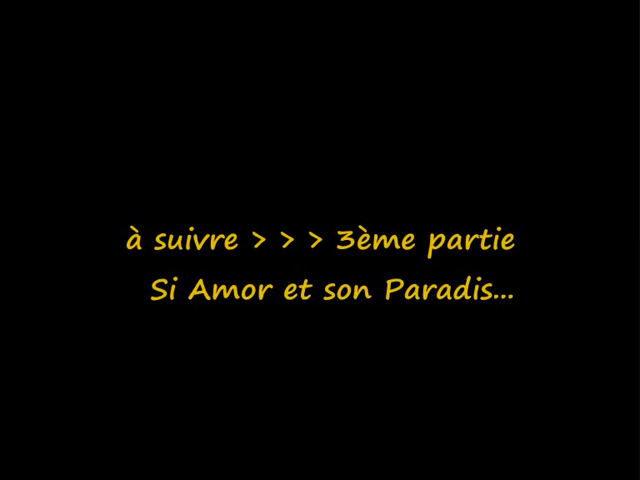 à suivre > > > 3ème partie
Si Amor et son Paradis...